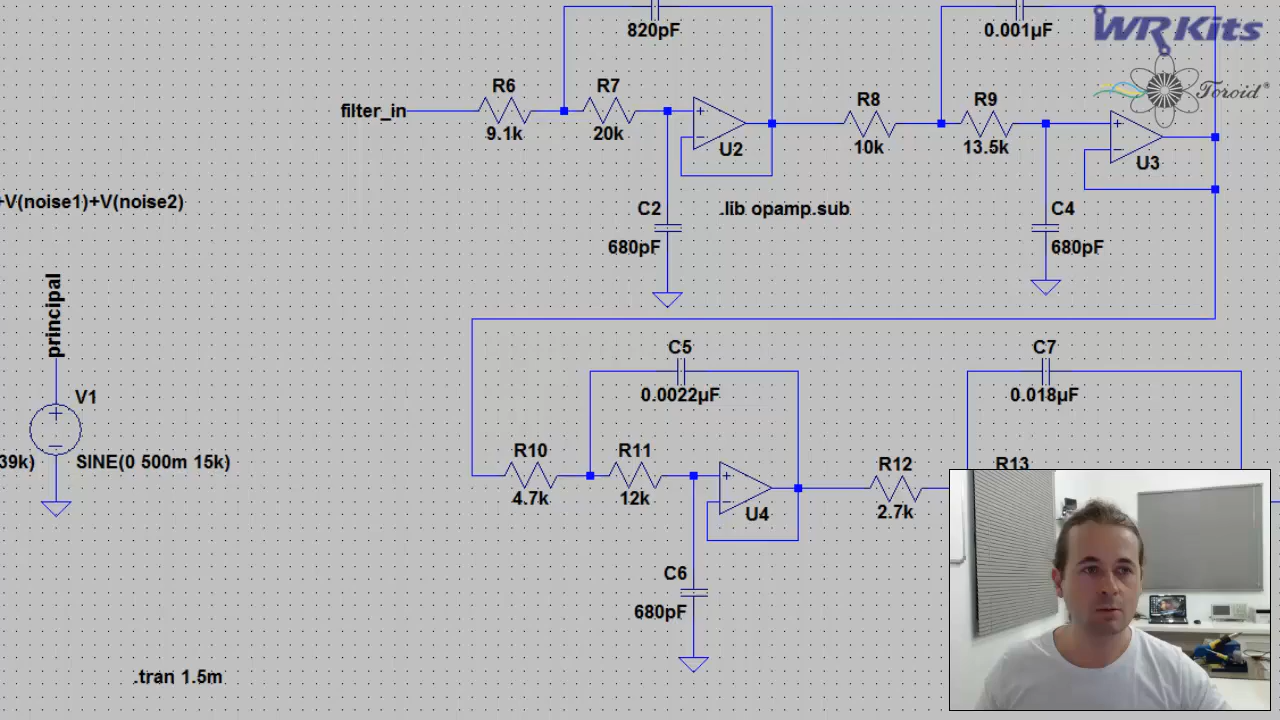 WR Kits
Toroid®
820pF
0.001µF
R6
R7
filter_in
9.1k
20k
U2
R8
R9
10k
13.5k
U3
+V(noise1)+V(noise2)
C2
680pF
.lib opamp.sub
C4
680pF
principal
V1
39k)
SINE(0 500m 15k)
C5
0.0022µF
C7
0.018µF
R10
R11
4.7k
12k
U4
R12
2.7k
R13
C6
680pF
.tran 1.5m